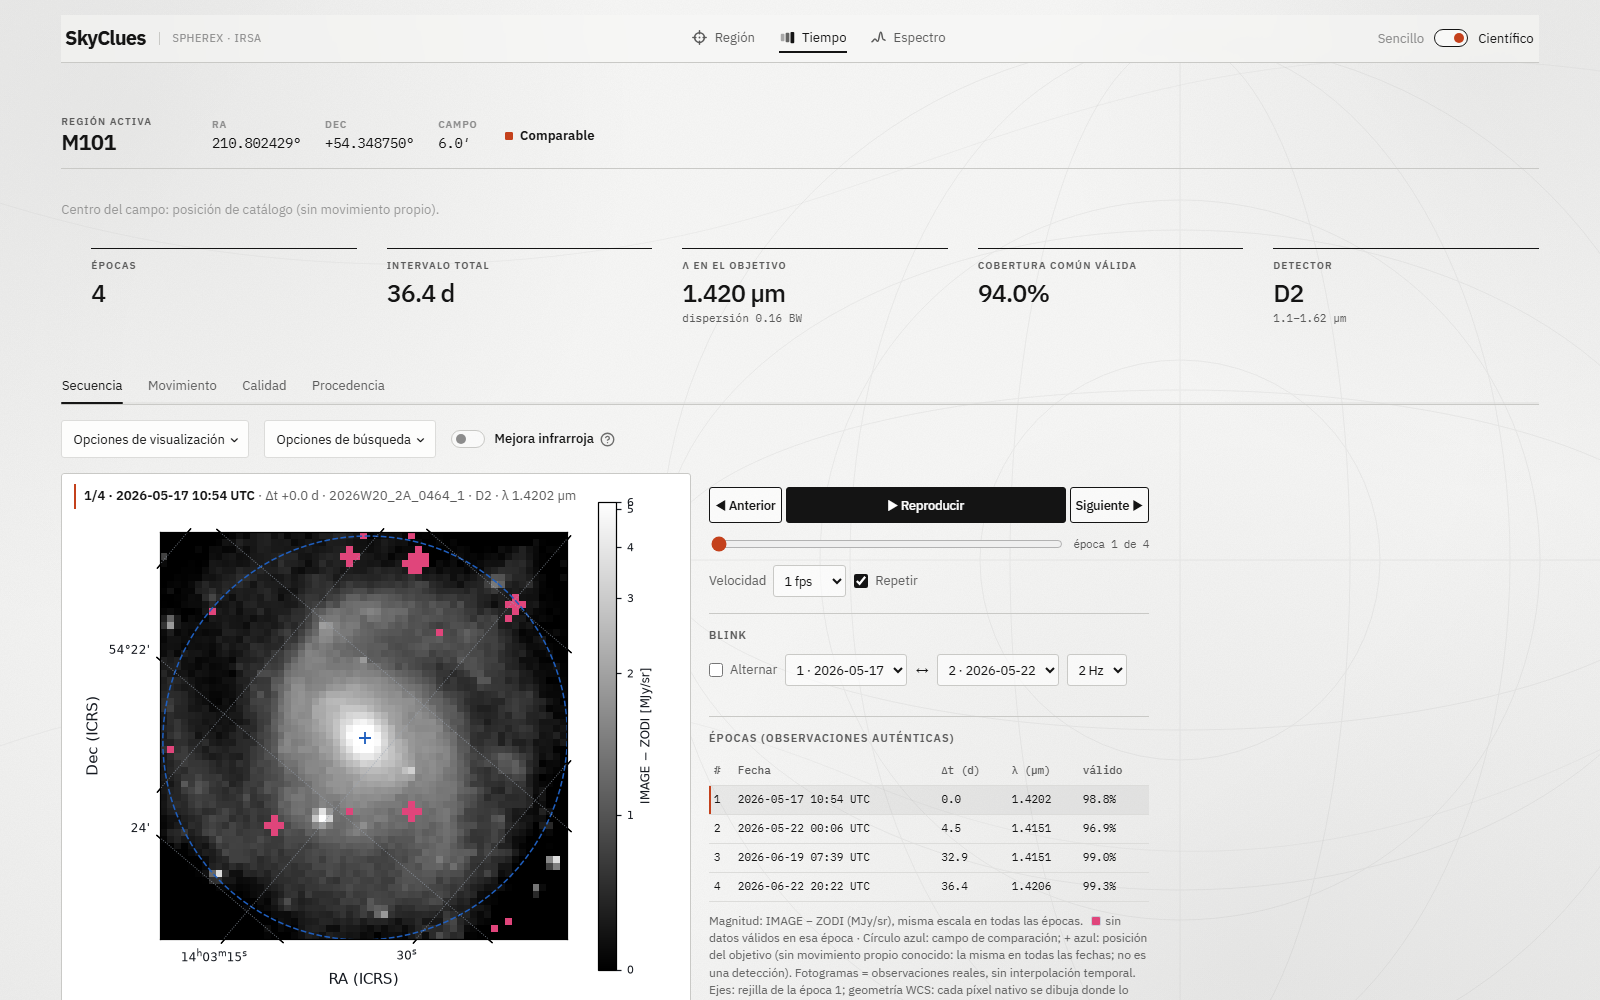 SkyClues SPHEREX · IRSA Región Tiempo Espectro Sencillo Científico
REGIÓN ACTIVA RA DEC CAMPO
M101 210.802429° +54.348750° 6.0′ Comparable
Centro del campo: posición de catálogo (sin movimiento propio).
ÉPOCAS INTERVALO TOTAL Λ EN EL OBJETIVO COBERTURA COMÚN VÁLIDA DETECTOR
4 36.4 d 1.420 µm 94.0% D2
dispersión 0.16 BW 1.1–1.62 µm
Secuencia Movimiento Calidad Procedencia
Opciones de visualización Opciones de búsqueda Mejora infrarroja ?
1/4 · 2026-05-17 10:54 UTC · Δt +0.0 d · 2026W20_2A_0464_1 · D2 · λ 1.4202 µm
6
5
4
3
2
1
0
IMAGE − ZODI [MJy/sr]
54°22'
24'
Dec (ICRS)
14h03m15s 30s
RA (ICRS)
◀ Anterior ▶ Reproducir Siguiente ▶
época 1 de 4
Velocidad 1 fps Repetir
BLINK
Alternar 1 · 2026-05-17 ↔ 2 · 2026-05-22 2 Hz
ÉPOCAS (OBSERVACIONES AUTÉNTICAS)
# Fecha Δt (d) λ (µm) válido
1 2026-05-17 10:54 UTC 0.0 1.4202 98.8%
2 2026-05-22 00:06 UTC 4.5 1.4151 96.9%
3 2026-06-19 07:39 UTC 32.9 1.4151 99.0%
4 2026-06-22 20:22 UTC 36.4 1.4206 99.3%
Magnitud: IMAGE − ZODI (MJy/sr), misma escala en todas las épocas. sin
datos válidos en esa época · Círculo azul: campo de comparación; + azul: posición
del objetivo (sin movimiento propio conocido: la misma en todas las fechas; no es
una detección). Fotogramas = observaciones reales, sin interpolación temporal.
Ejes: rejilla de la época 1; geometría WCS: cada píxel nativo se dibuja donde lo